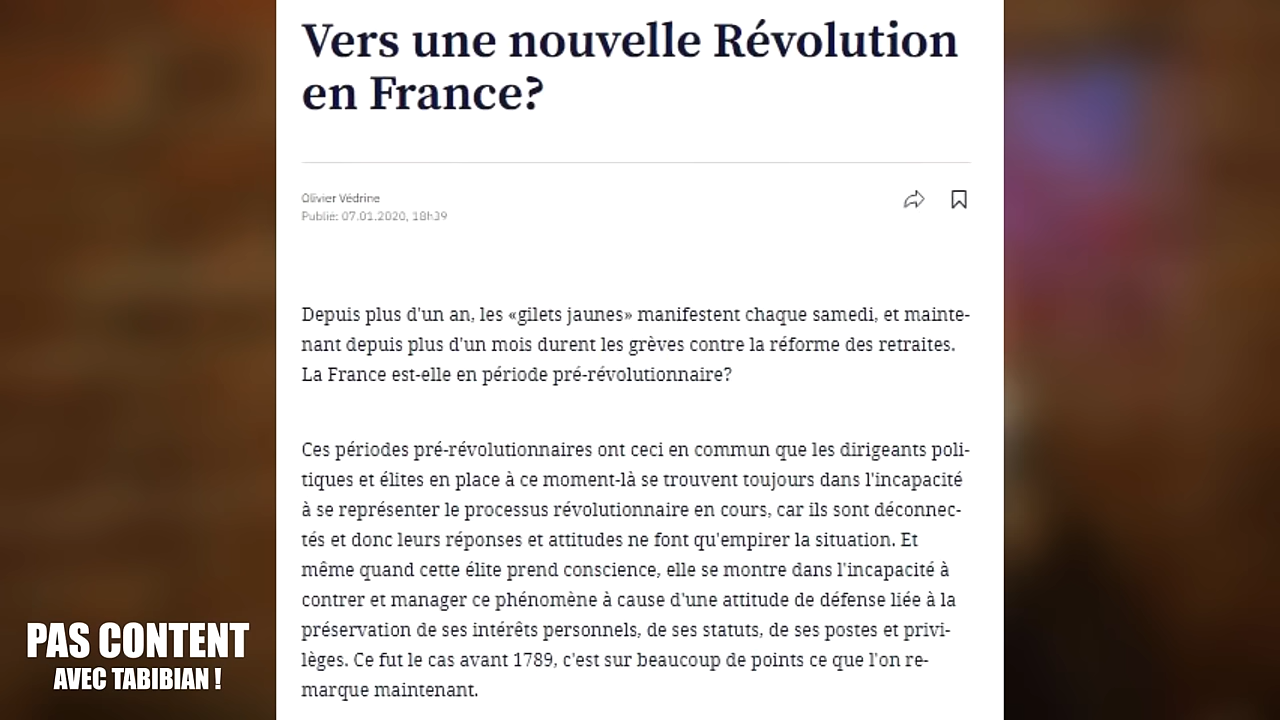 Vers une nouvelle Révolution
en France?
Olivier Védrine
Publié: 07.01.2020, 18h39
Depuis plus d'un an, les «gilets jaunes» manifestent chaque samedi, et mainte-
nant depuis plus d'un mois durent les grèves contre la réforme des retraites.
La France est-elle en période pré-révolutionnaire?
Ces périodes pré-révolutionnaires ont ceci en commun que les dirigeants poli-
tiques et élites en place à ce moment-là se trouvent toujours dans l'incapacité
à se représenter le processus révolutionnaire en cours, car ils sont déconnec-
tés et donc leurs réponses et attitudes ne font qu'empirer la situation. Et
même quand cette élite prend conscience, elle se montre dans l'incapacité à
contrer et manager ce phénomène à cause d'une attitude de défense liée à la
préservation de ses intérêts personnels, de ses statuts, de ses postes et privi-
lèges. Ce fut le cas avant 1789, c'est sur beaucoup de points ce que l'on re-
marque maintenant.
PAS CONTENT
AVEC TABIBIAN !